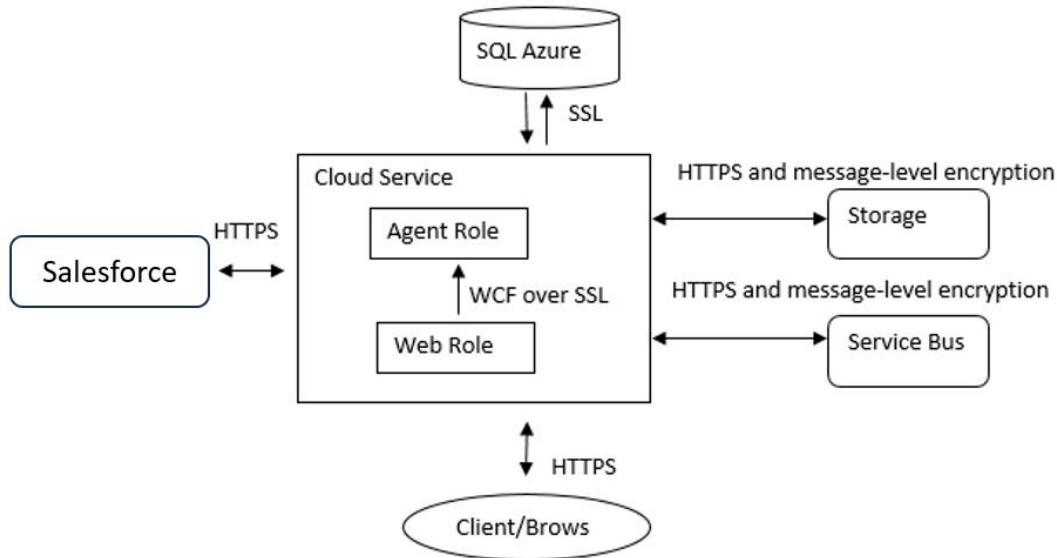 SQL Azure
SSL
Cloud Service
HTTPS and message-level encryption
Agent Role
Storage
HTTPS
Salesforce
WCF over SSL
HTTPS and message-level encryption
Web Role
Service Bus
HTTPS
Client/Brows